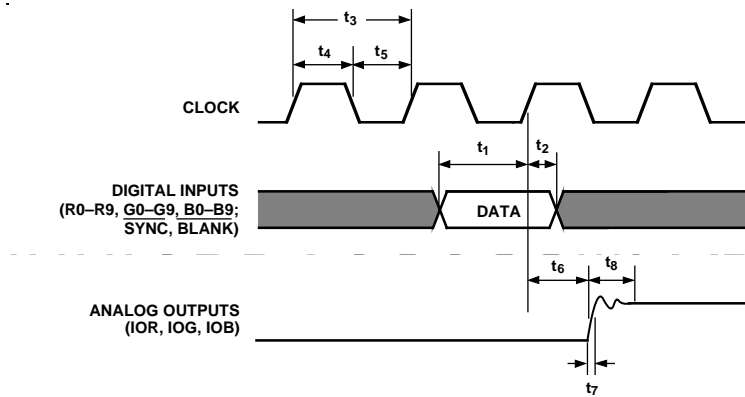 t3
t4
t5
CLOCK
t1
t2
DIGITAL INPUTS
(R0–R9, G0–G9, B0–B9;
SYNC, BLANK)
DATA
t6
t8
ANALOG OUTPUTS
(IOR, IOG, IOB)
t7